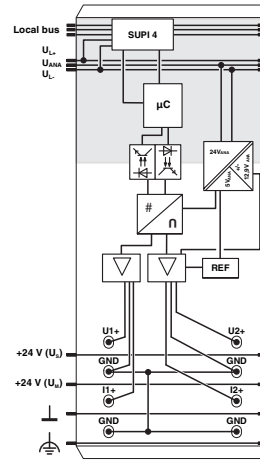 Local bus
SUPI 4
UL+
UANA
UL-
µC
24VANA
5VANA
+/- 12,9V ANA
#
∩
REF
U1+
U2+
+24 V (US)
GND
GND
+24 V (UM)
I1+
I2+
GND
GND